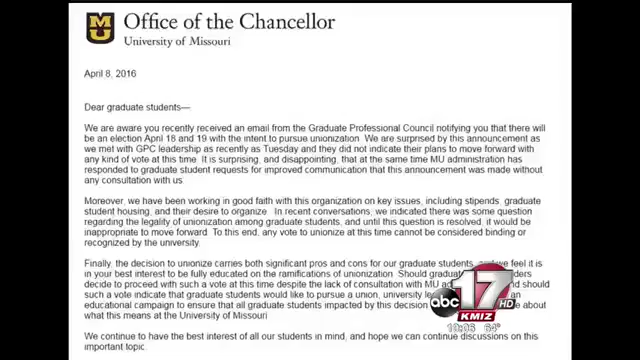 MU
Office of the Chancellor
University of Missouri
April 8, 2016
Dear graduate students—
We are aware you recently received an email from the Graduate Professional Council notifying you that there will
be an election April 18 and 19 with the intent to pursue unionization. We are surprised by this announcement as
we met with GPC leadership as recently as Tuesday and they did not indicate their plans to move forward with
any kind of vote at this time. It is surprising, and disappointing, that at the same time MU administration has
responded to graduate student requests for improved communication that this announcement was made without
any consultation with us.
Moreover, we have been working in good faith with this organization on key issues, including stipends, graduate
student housing, and their desire to organize. In recent conversations, we indicated there was some question
regarding the legality of unionization among graduate students, and until this question is resolved, it would be
inappropriate to move forward. To this end, any vote to unionize at this time cannot be considered binding or
recognized by the university.
Finally, the decision to unionize carries both significant pros and cons for our graduate students, and we feel it is
in your best interest to be fully educated on the ramifications of unionization. Should graduate ders
decide to proceed with such a vote at this time despite the lack of consultation with MU nd should
such a vote indicate that graduate students would like to pursue a union, university an
educational campaign to ensure that all graduate students impacted by this decision about
what this means at the University of Missouri
We continue to have the best interest of all our students in mind, and hope we can continue discussions on this
important topic.
abc 17 HD
KMIZ
10:06 64°